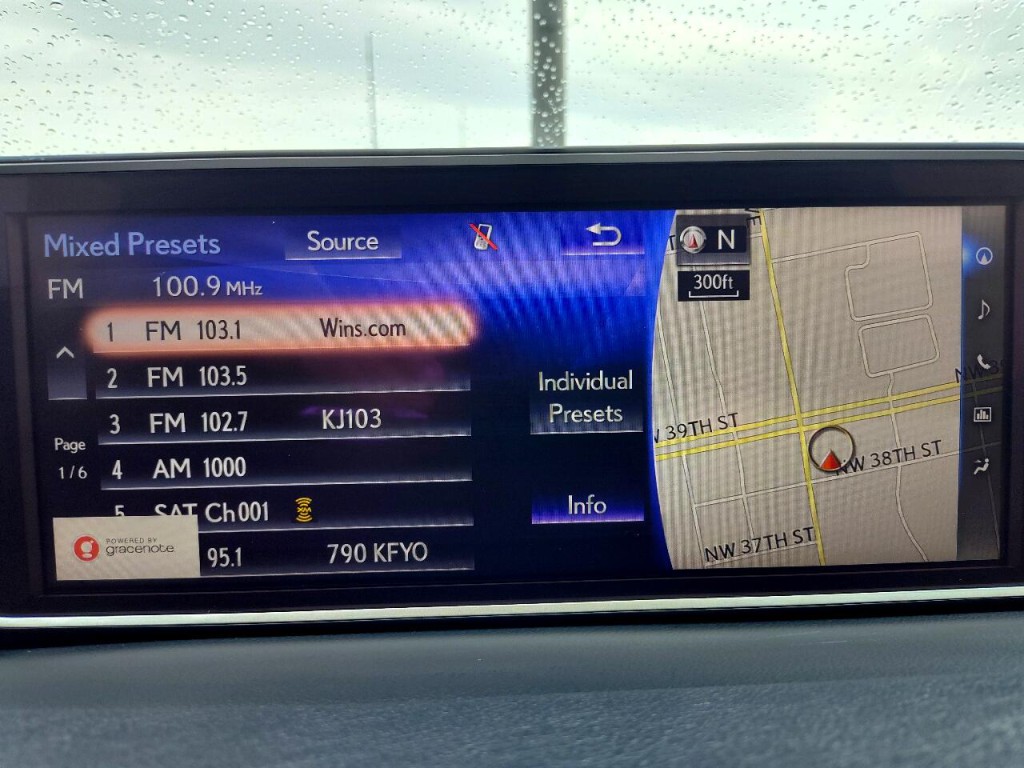 Mixed Presets Source
FM 100.9 MHz
1 FM 103.1 Wins.com
2 FM 103.5
3 FM 102.7 KJ103
4 AM 1000
5 SAT Ch001 XM
95.1 790 KFYO
Page
1/6
POWERED BY
gracenote
Individual
Presets
Info
N
300ft
39TH ST
NW 38TH ST
NW 37TH ST
NW